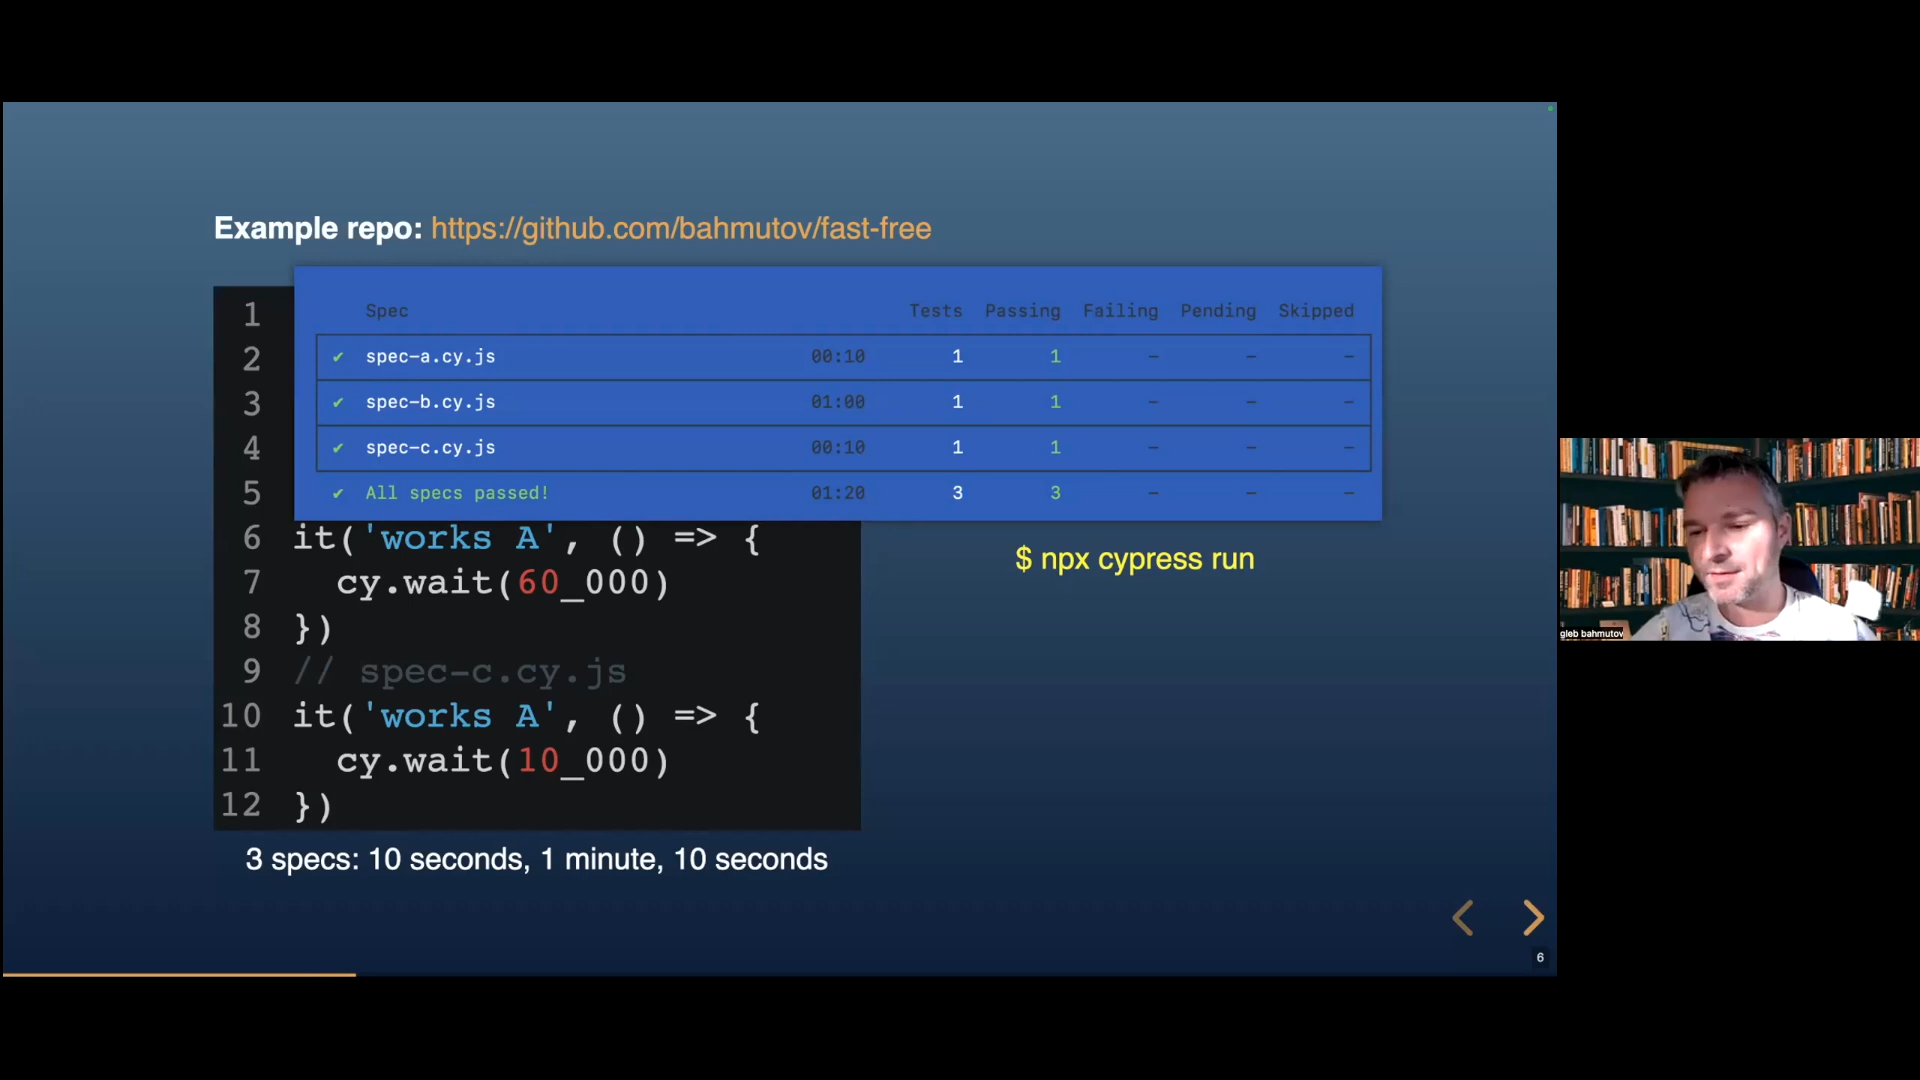 Example repo: https://github.com/bahmutov/fast-free
Spec Tests Passing Failing Pending Skipped
✔ spec-a.cy.js 00:10 1 1 – – –
✔ spec-b.cy.js 01:00 1 1 – – –
✔ spec-c.cy.js 00:10 1 1 – – –
✔ All specs passed! 01:20 3 3 – – –
1
2
3
4
5
6 it('works A', () => {
7 cy.wait(60_000)
8 })
9 // spec-c.cy.js
10 it('works A', () => {
11 cy.wait(10_000)
12 })
$ npx cypress run
3 specs: 10 seconds, 1 minute, 10 seconds
6
gleb bahmutov